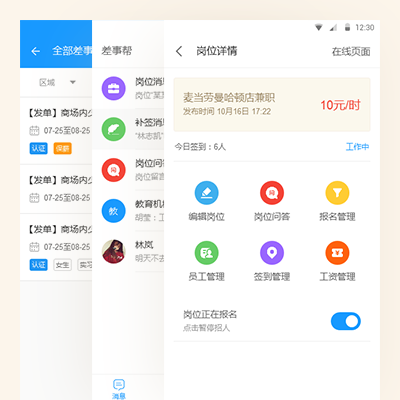 全部差事
区域
【发单】商场内
07-25至08-25
认证
保薪
【发单】商场内
07-25至08-25
【发单】商场内
07-25至08-25
认证
女生
实习
差事帮
岗位消
岗位"某
补签消
"林志凯"
岗位问答
岗位留言
教
教育机
胡莹：工
林岚
明天不去
消息
12:30
岗位详情
在线页面
麦当劳曼哈顿店兼职
发布时间 10月16日 17:22
10元/时
今日签到：6人
工作中
编辑岗位
岗位问答
报名管理
员工管理
签到管理
工资管理
岗位正在报名
点击暂停招人